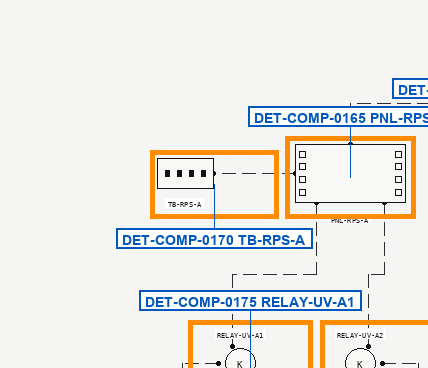 DET-
DET-COMP-0165 PNL-RPS
TB-RPS-A
PNL-RPS-A
DET-COMP-0170 TB-RPS-A
DET-COMP-0175 RELAY-UV-A1
RELAY-UV-A1
RELAY-UV-A2
K
K